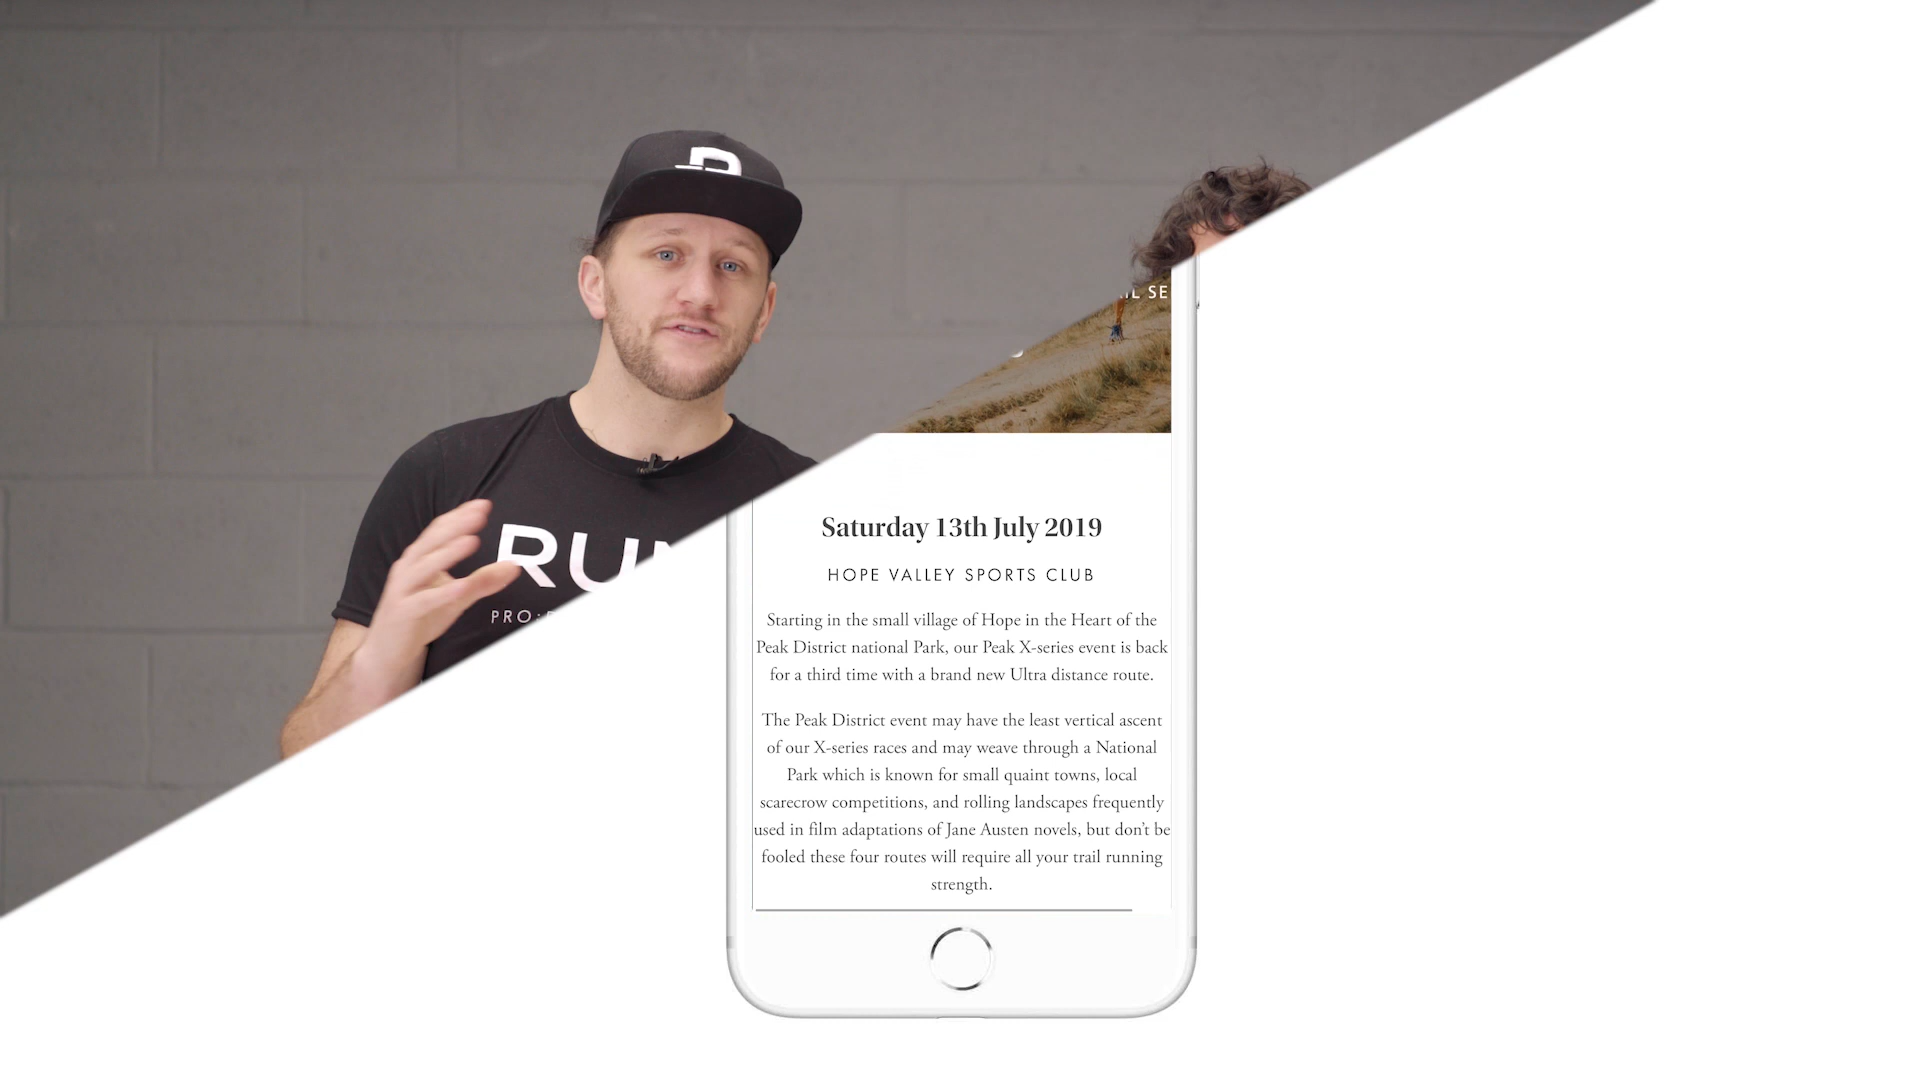 IL SE
RU
PRO:
Saturday 13th July 2019
HOPE VALLEY SPORTS CLUB
Starting in the small village of Hope in the Heart of the
Peak District national Park, our Peak X-series event is back
for a third time with a brand new Ultra distance route.
The Peak District event may have the least vertical ascent
of our X-series races and may weave through a National
Park which is known for small quaint towns, local
scarecrow competitions, and rolling landscapes frequently
used in film adaptations of Jane Austen novels, but don't be
fooled these four routes will require all your trail running
strength.